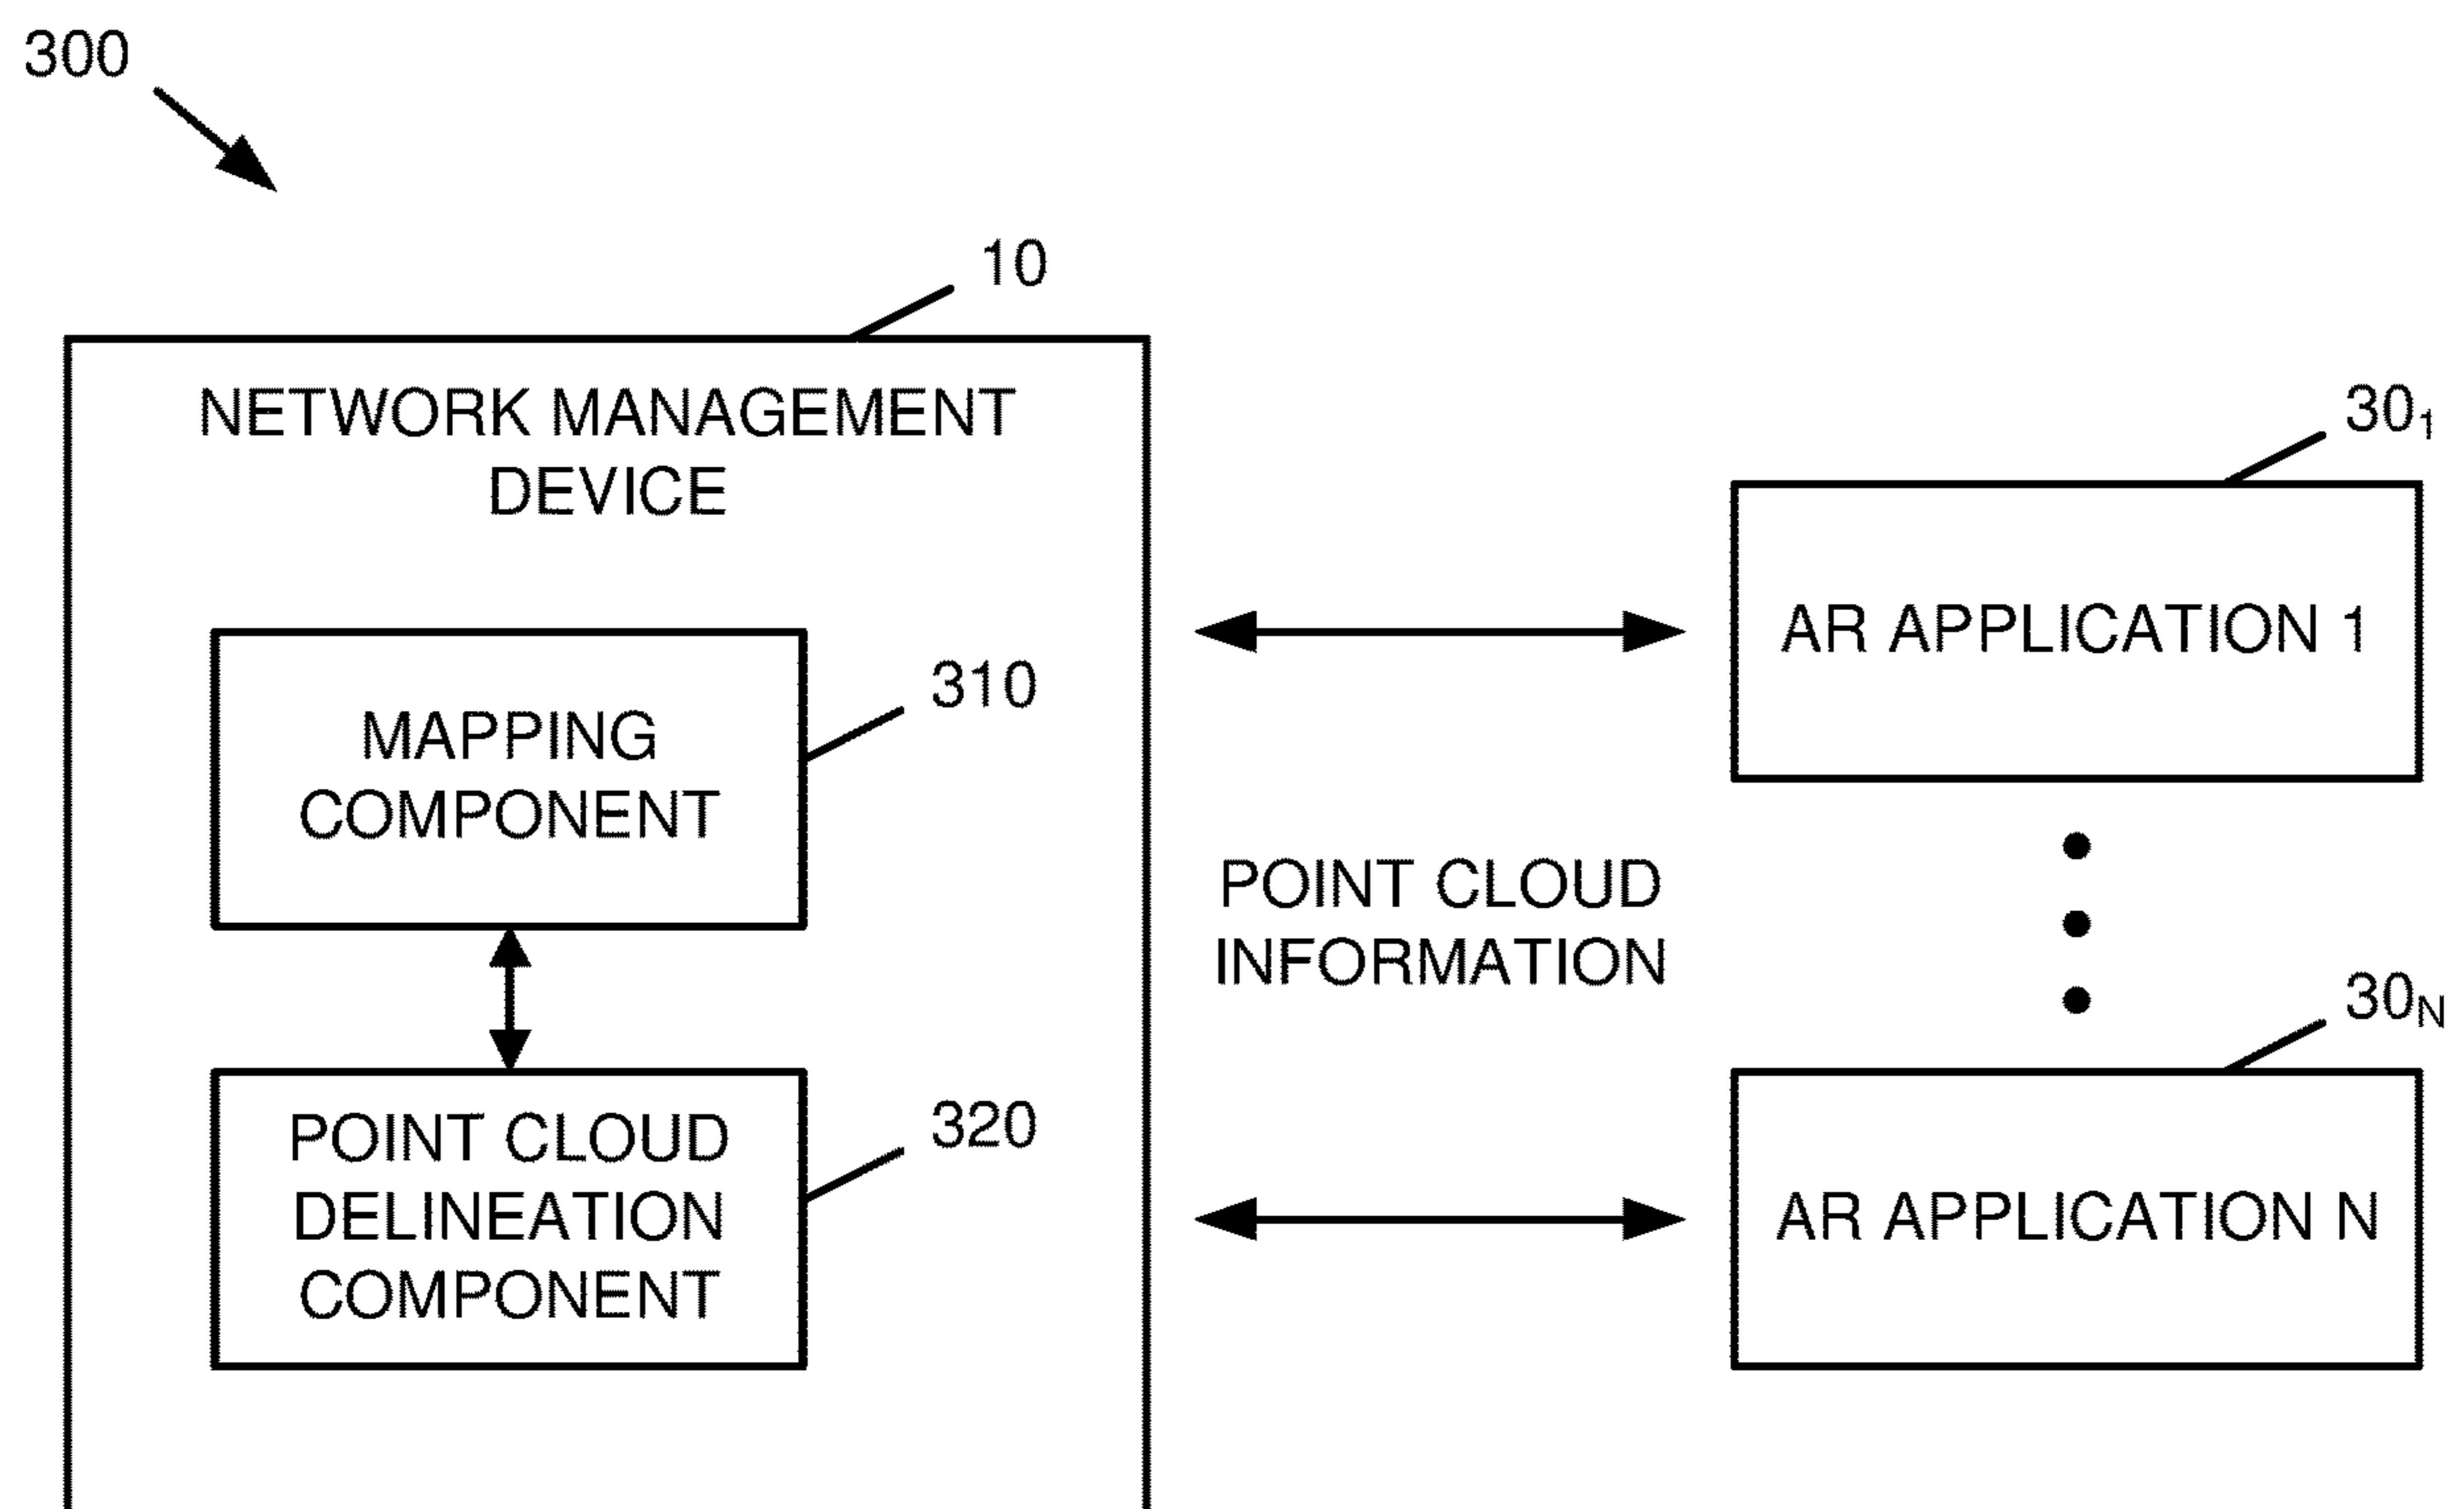 300
10
NETWORK MANAGEMENT
DEVICE
30₁
AR APPLICATION 1
310
MAPPING
COMPONENT
POINT CLOUD
INFORMATION
30N
320
POINT CLOUD
DELINEATION
COMPONENT
AR APPLICATION N